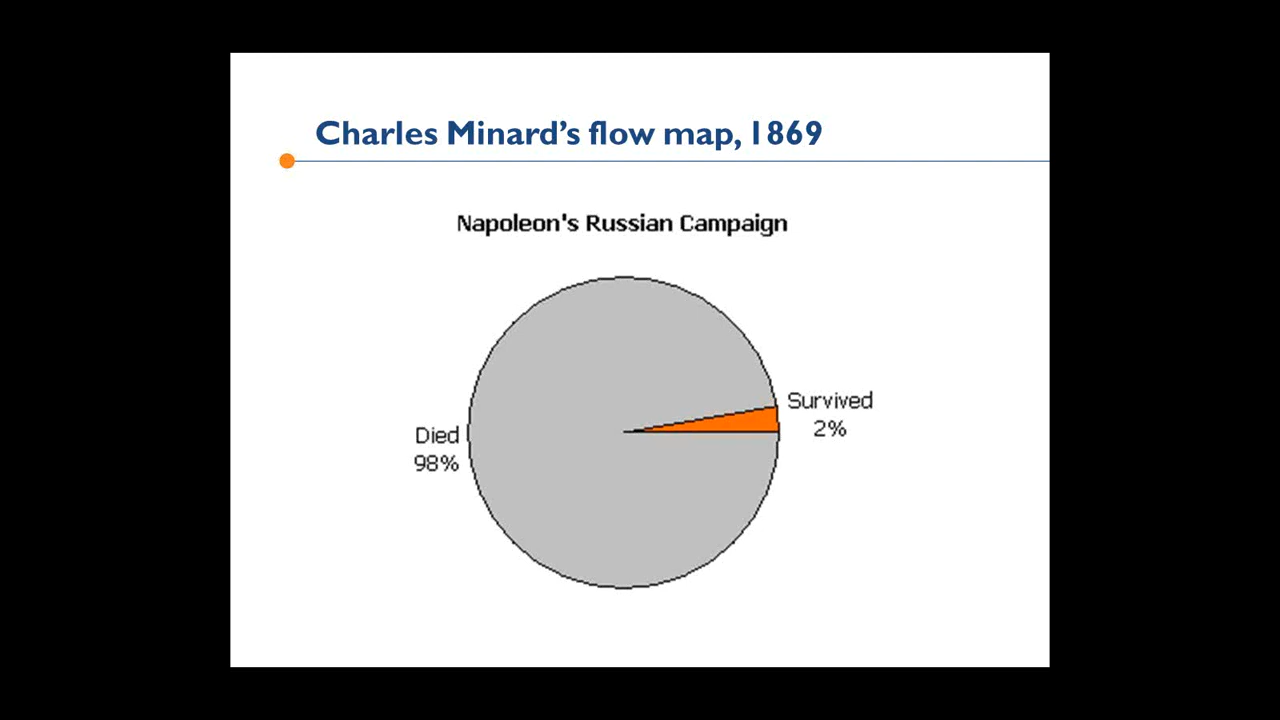 Charles Minard’s flow map, 1869
Napoleon's Russian Campaign
Survived
2%
Died
98%